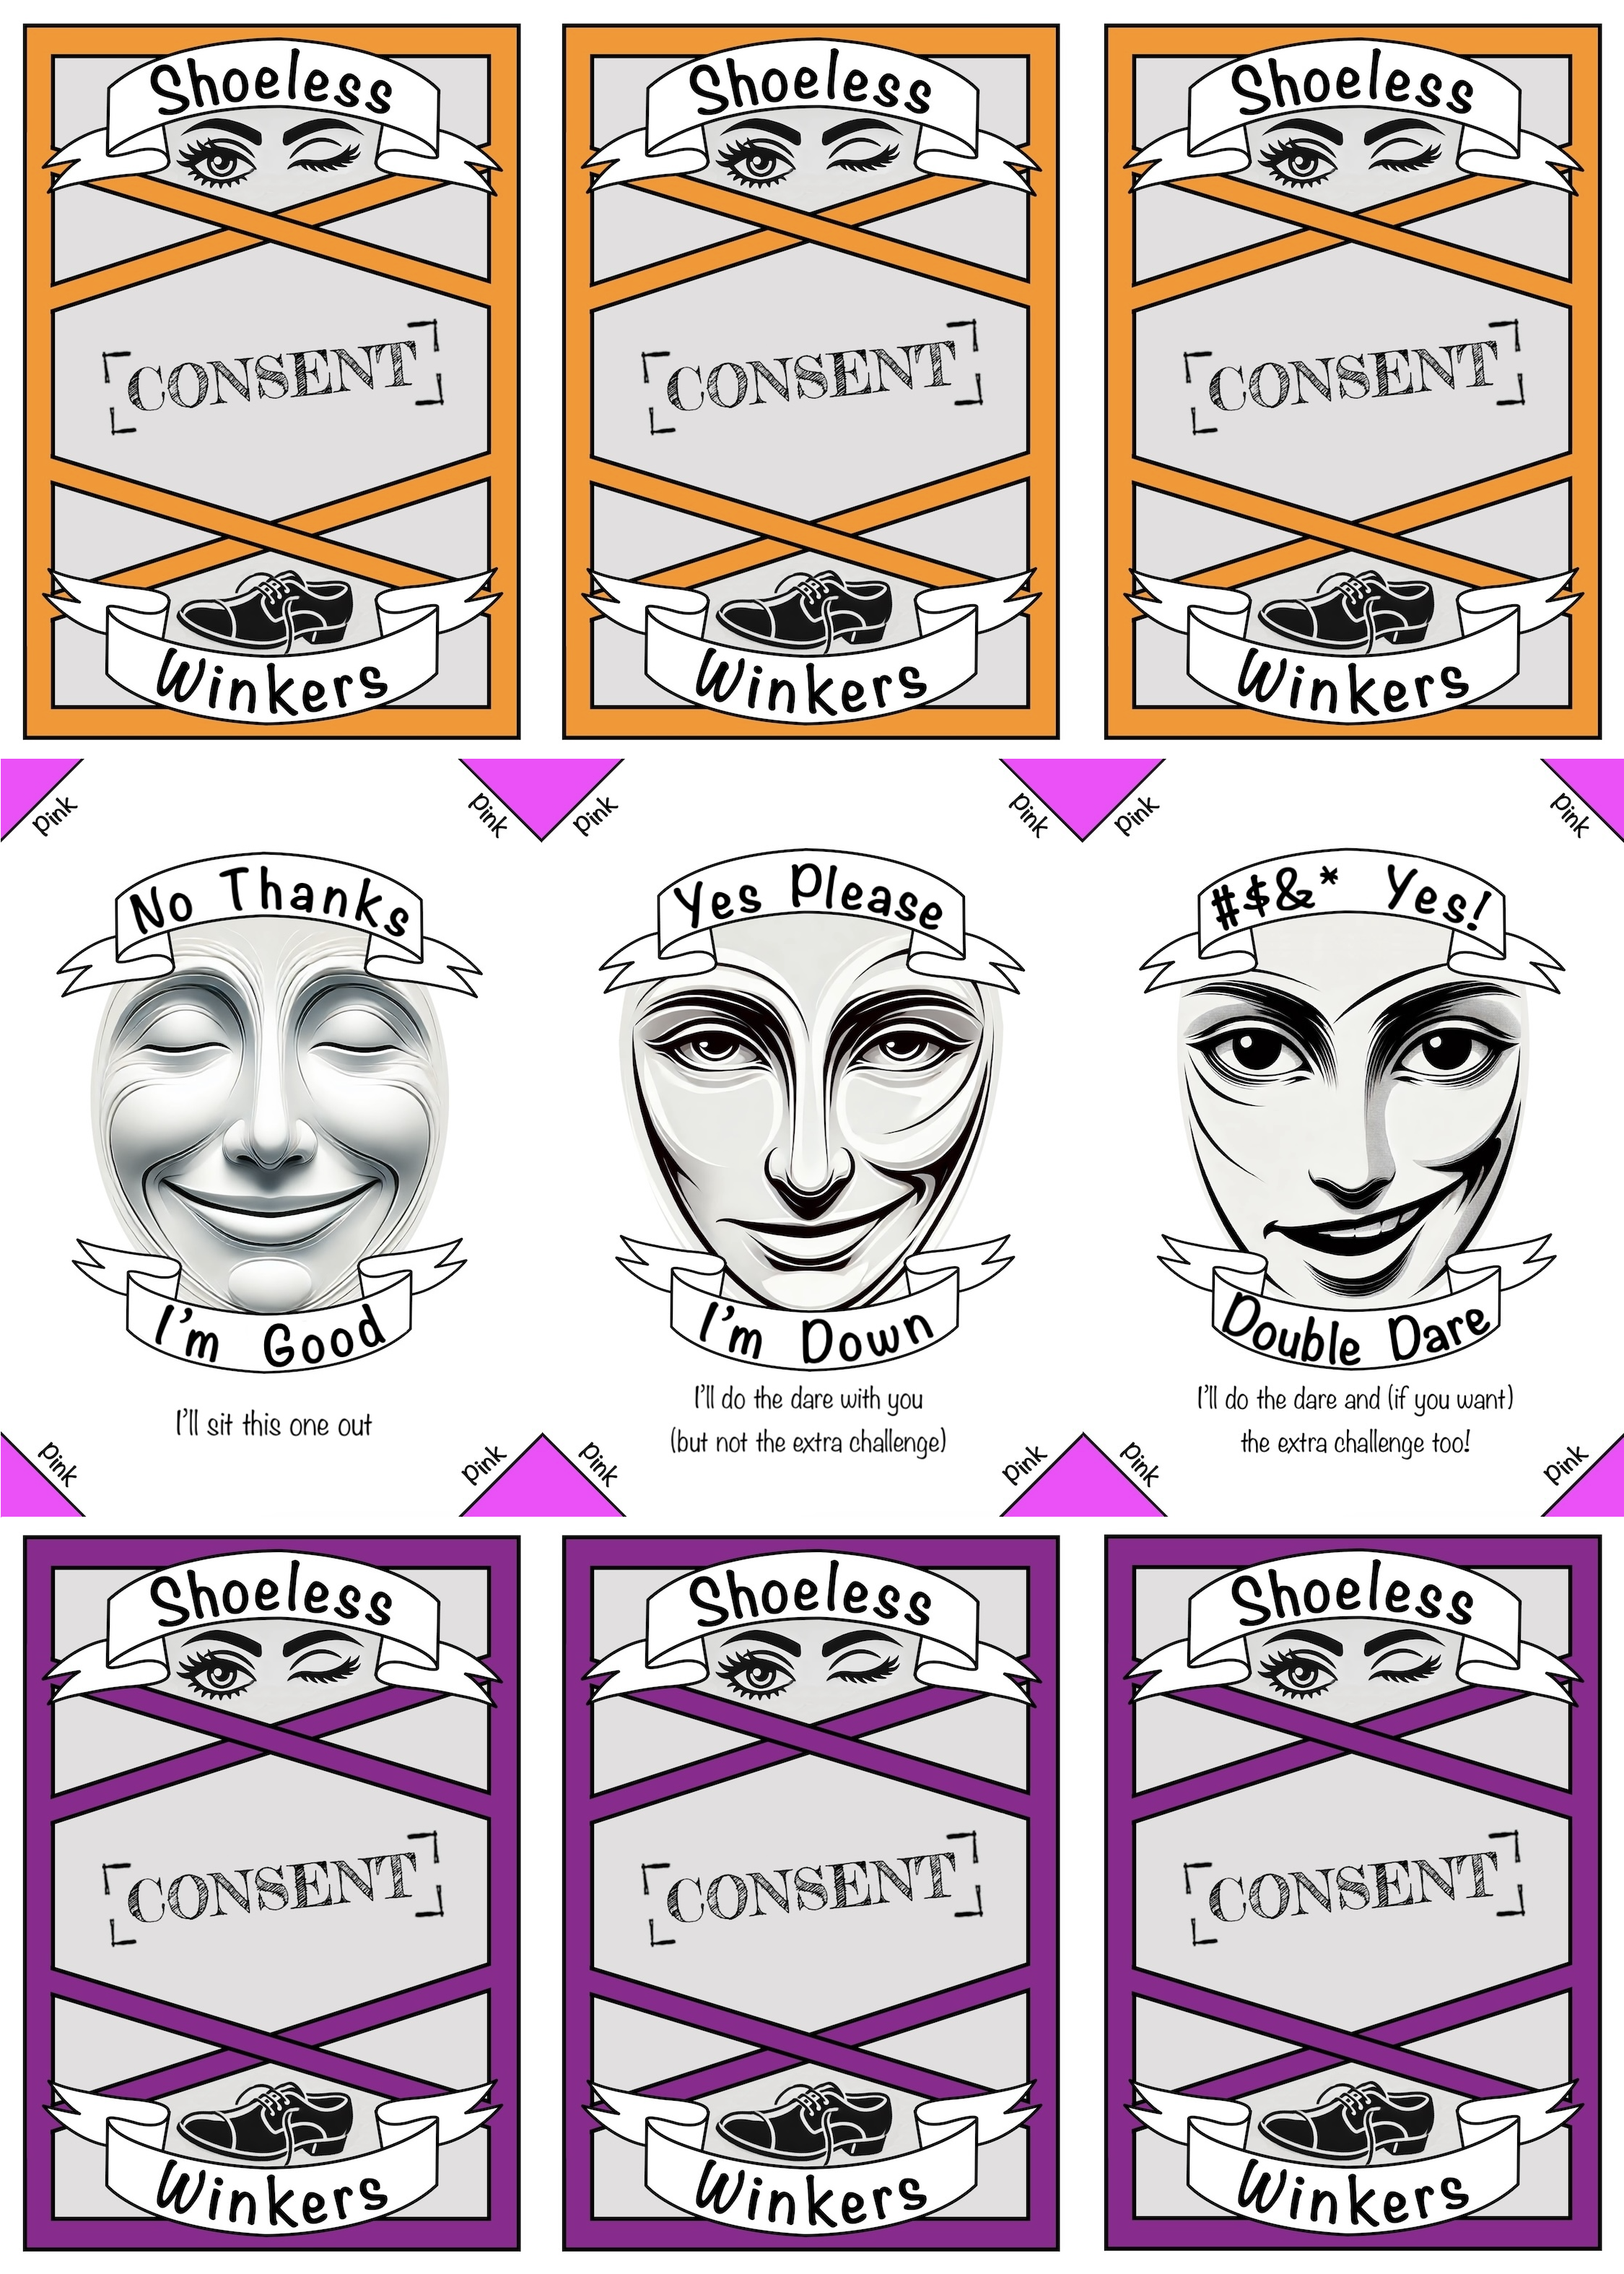 Shoeless
Shoeless
Shoeless
CONSENT
CONSENT
CONSENT
Winkers
Winkers
Winkers
pink
pink
pink
pink
pink
pink
No Thanks
Yes Please
#$&* Yes!
I'm Good
I'm Down
Double Dare
I'll sit this one out
I'll do the dare with you
(but not the extra challenge)
I'll do the dare and (if you want)
the extra challenge too!
pink
pink
pink
pink
pink
pink
Shoeless
Shoeless
Shoeless
CONSENT
CONSENT
CONSENT
Winkers
Winkers
Winkers